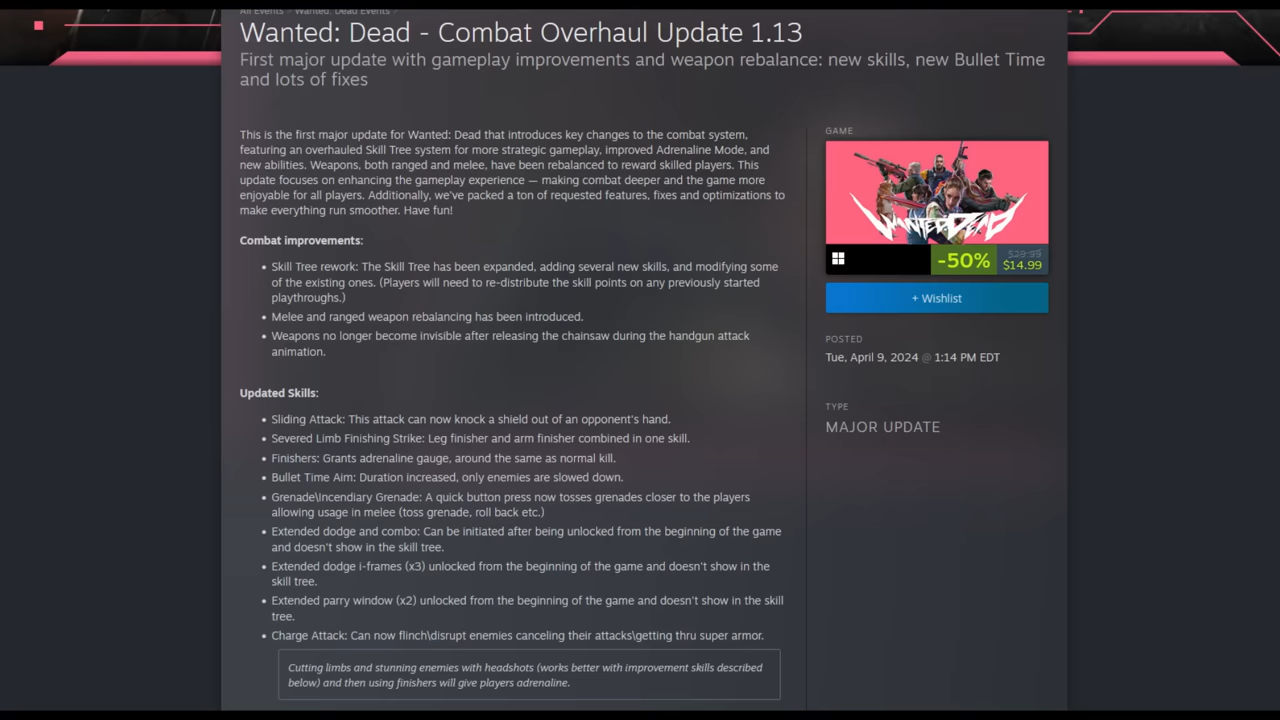 All Events > Wanted: Dead Events >
Wanted: Dead - Combat Overhaul Update 1.13
First major update with gameplay improvements and weapon rebalance: new skills, new Bullet Time
and lots of fixes
This is the first major update for Wanted: Dead that introduces key changes to the combat system,
featuring an overhauled Skill Tree system for more strategic gameplay, improved Adrenaline Mode, and
new abilities. Weapons, both ranged and melee, have been rebalanced to reward skilled players. This
update focuses on enhancing the gameplay experience — making combat deeper and the game more
enjoyable for all players. Additionally, we've packed a ton of requested features, fixes and optimizations to
make everything run smoother. Have fun!
Combat improvements:
• Skill Tree rework: The Skill Tree has been expanded, adding several new skills, and modifying some
of the existing ones. (Players will need to re-distribute the skill points on any previously started
playthroughs.)
• Melee and ranged weapon rebalancing has been introduced.
• Weapons no longer become invisible after releasing the chainsaw during the handgun attack
animation.
Updated Skills:
• Sliding Attack: This attack can now knock a shield out of an opponent's hand.
• Severed Limb Finishing Strike: Leg finisher and arm finisher combined in one skill.
• Finishers: Grants adrenaline gauge, around the same as normal kill.
• Bullet Time Aim: Duration increased, only enemies are slowed down.
• Grenade\Incendiary Grenade: A quick button press now tosses grenades closer to the players
allowing usage in melee (toss grenade, roll back etc.)
• Extended dodge and combo: Can be initiated after being unlocked from the beginning of the game
and doesn't show in the skill tree.
• Extended dodge i-frames (x3) unlocked from the beginning of the game and doesn't show in the
skill tree.
• Extended parry window (x2) unlocked from the beginning of the game and doesn't show in the skill
tree.
• Charge Attack: Can now flinch\disrupt enemies canceling their attacks\getting thru super armor.
Cutting limbs and stunning enemies with headshots (works better with improvement skills described
below) and then using finishers will give players adrenaline.
GAME
WANTED: DEAD
-50%
$29.99
$14.99
+ Wishlist
POSTED
Tue, April 9, 2024 @ 1:14 PM EDT
TYPE
MAJOR UPDATE